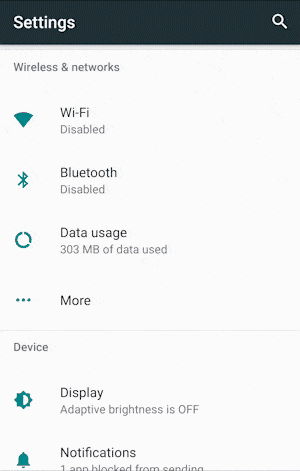 Settings
Wireless & networks
Wi-Fi
Disabled
Bluetooth
Disabled
Data usage
303 MB of data used
More
Device
Display
Adaptive brightness is OFF
Notifications
1 app blocked from sending